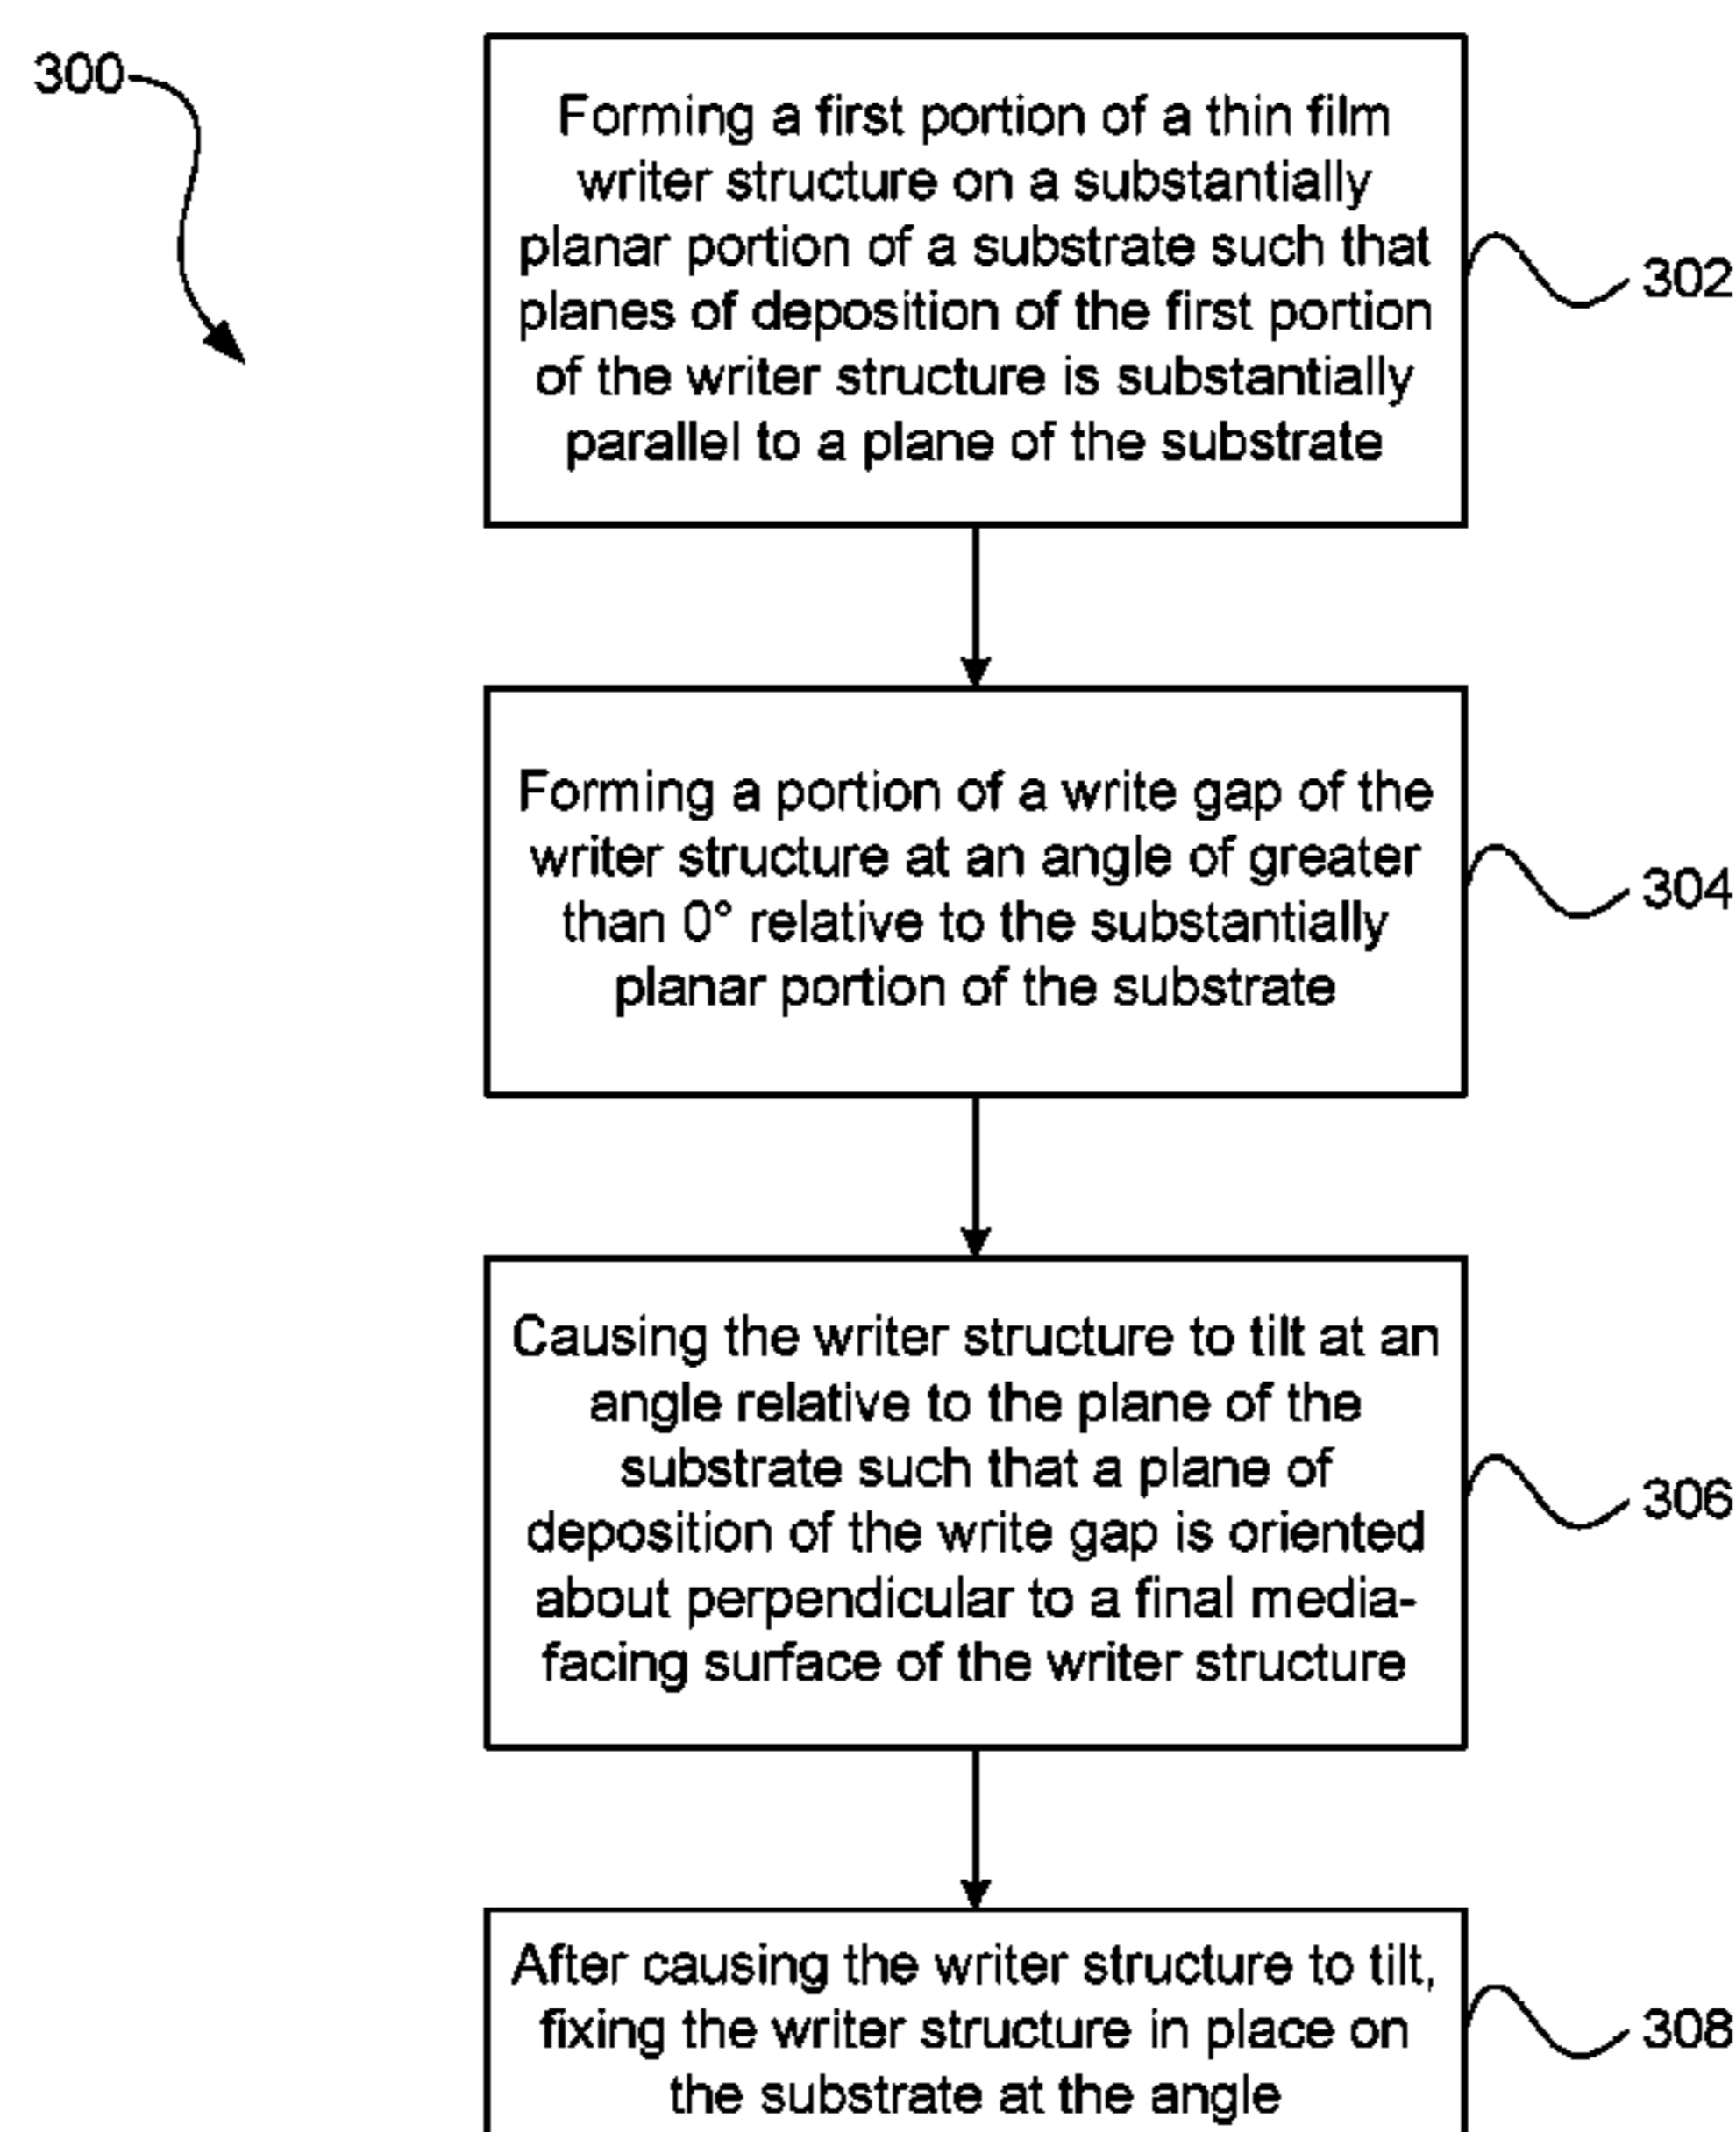 300
Forming a first portion of a thin film
writer structure on a substantially
planar portion of a substrate such that
planes of deposition of the first portion
of the writer structure is substantially
parallel to a plane of the substrate
302
Forming a portion of a write gap of the
writer structure at an angle of greater
than 0° relative to the substantially
planar portion of the substrate
304
Causing the writer structure to tilt at an
angle relative to the plane of the
substrate such that a plane of
deposition of the write gap is oriented
about perpendicular to a final media-
facing surface of the writer structure
306
After causing the writer structure to tilt,
fixing the writer structure in place on
the substrate at the angle
308